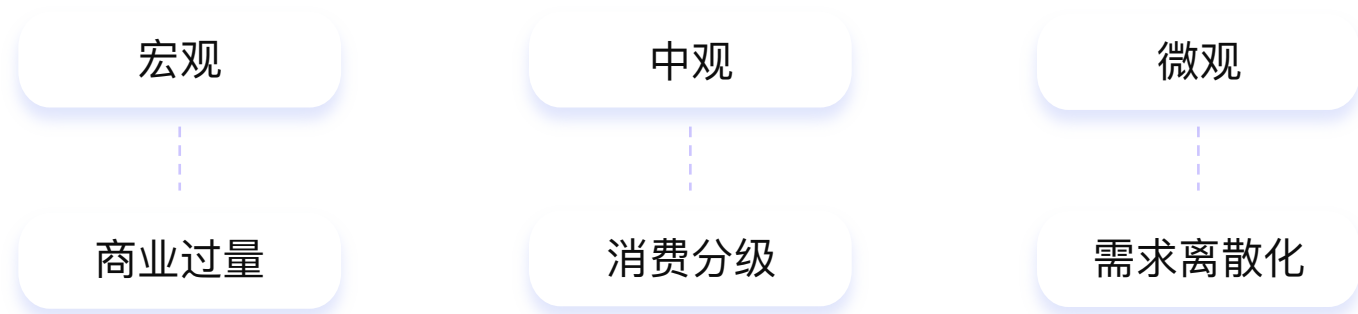 宏观
中观
微观
商业过量
消费分级
需求离散化